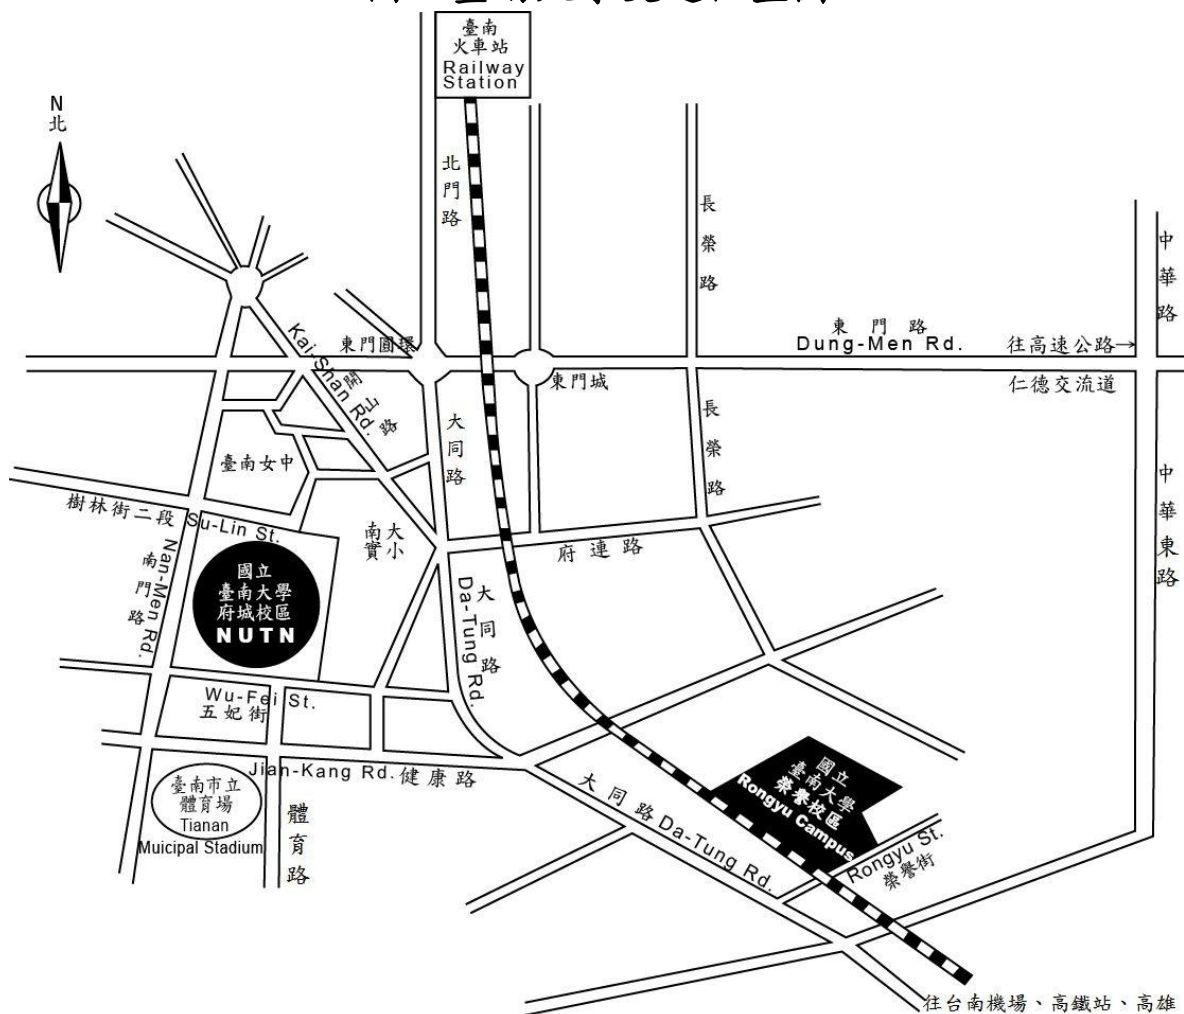 臺南
火車站
Railway
Station
N
北
北門路
長榮路
中華路
東門路
Dung-Men Rd.
往高速公路→
仁德交流道
東門圓環
東門城
Kai-Shan Rd.
開山路
大同路
長榮路
中華東路
臺南女中
樹林街二段 Su-Lin St.
南大
實小
府連路
南門路
Nan-Men Rd.
國立
臺南大學
府城校區
NUTN
大同路
Da-Tung Rd.
Wu-Fei St.
五妃街
Jian-Kang Rd. 健康路
臺南市立
體育場
Tianan
Muicipal Stadium
體育路
大同路 Da-Tung Rd.
國立
臺南大學
榮譽校區
Rongyu Campus
Rongyu St.
榮譽街
往台南機場、高鐵站、高雄